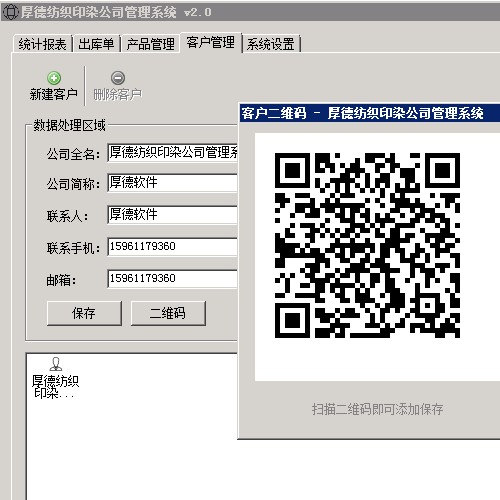 厚德纺织印染公司管理系统 v2.0
统计报表 出库单 产品管理 客户管理 系统设置
新建客户 删除客户
客户二维码 - 厚德纺织印染公司管理系统
数据处理区域
公司全名: 厚德纺织印染公司管理系
公司简称: 厚德软件
联系人: 厚德软件
联系手机: 15961179360
邮箱: 15961179360
保存 二维码
厚德纺织
印染...
扫描二维码即可添加保存